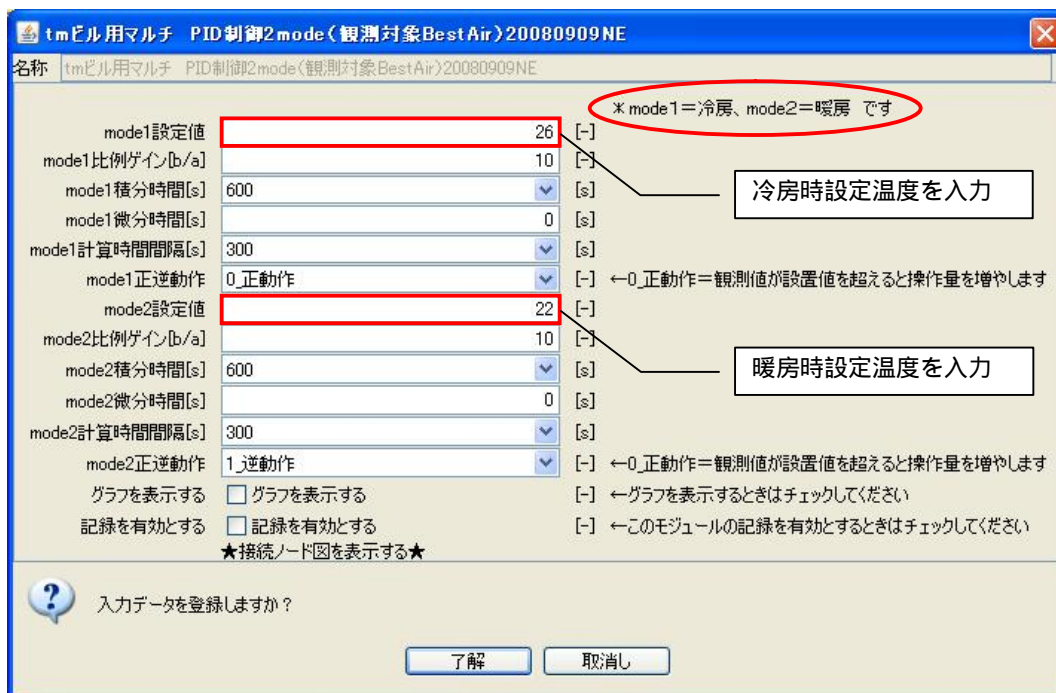 tmビル用マルチ PID制御2mode(観測対象BestAir)20080909NE
名称 tmビル用マルチ PID制御2mode(観測対象BestAir)20080909NE
*mode1=冷房、mode2=暖房 です
mode1設定値 26 [-]
mode1比例ゲイン[b/a] 10 [-]
mode1積分時間[s] 600 [s]
冷房時設定温度を入力
mode1微分時間[s] 0 [s]
mode1計算時間間隔[s] 300 [s]
mode1正逆動作 0_正動作 [-] ←0_正動作=観測値が設置値を超えると操作量を増やします
mode2設定値 22 [-]
mode2比例ゲイン[b/a] 10 [-]
mode2積分時間[s] 600 [s]
暖房時設定温度を入力
mode2微分時間[s] 0 [s]
mode2計算時間間隔[s] 300 [s]
mode2正逆動作 1_逆動作 [-] ←0_正動作=観測値が設置値を超えると操作量を増やします
グラフを表示する グラフを表示する [-] ←グラフを表示するときはチェックしてください
記録を有効とする 記録を有効とする [-] ←このモジュールの記録を有効とするときはチェックしてください
★接続ノード図を表示する★
入力データを登録しますか?
了解 取消し